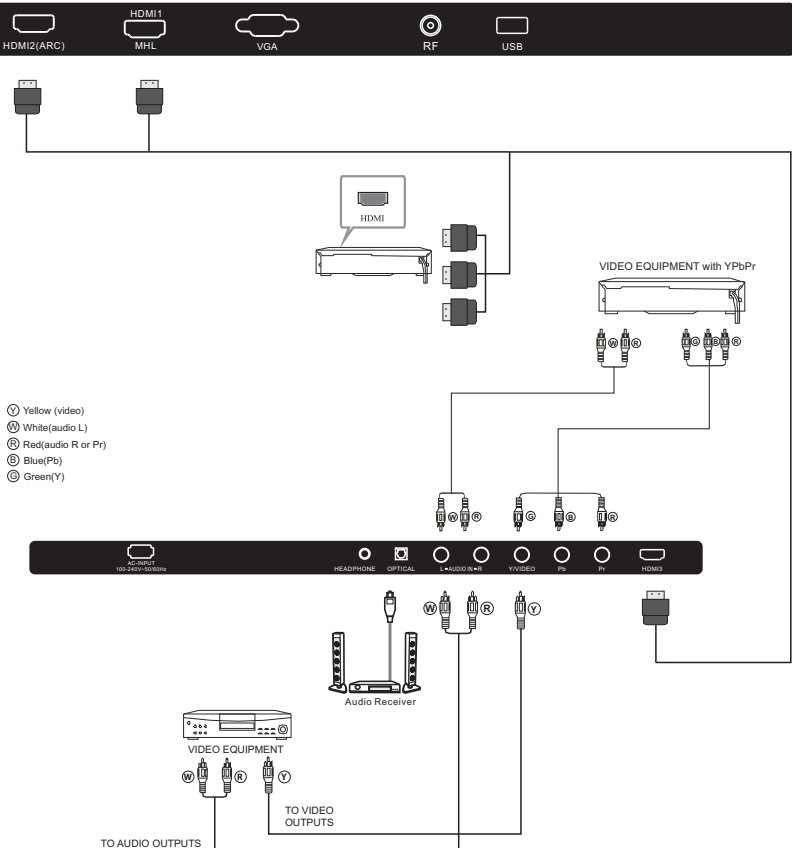 HDMI1
HDMI2(ARC) MHL VGA RF USB
HDMI
VIDEO EQUIPMENT with YPbPr
W R G B R
Y Yellow (video)
W White(audio L)
R Red(audio R or Pr)
B Blue(Pb)
G Green(Y)
W R G B R
AC-INPUT
100-240V~50/60Hz
HEADPHONE OPTICAL L AUDIO IN R Y/VIDEO Pb Pr HDMI3
W R Y
Audio Receiver
VIDEO EQUIPMENT
W R Y
TO VIDEO
OUTPUTS
TO AUDIO OUTPUTS